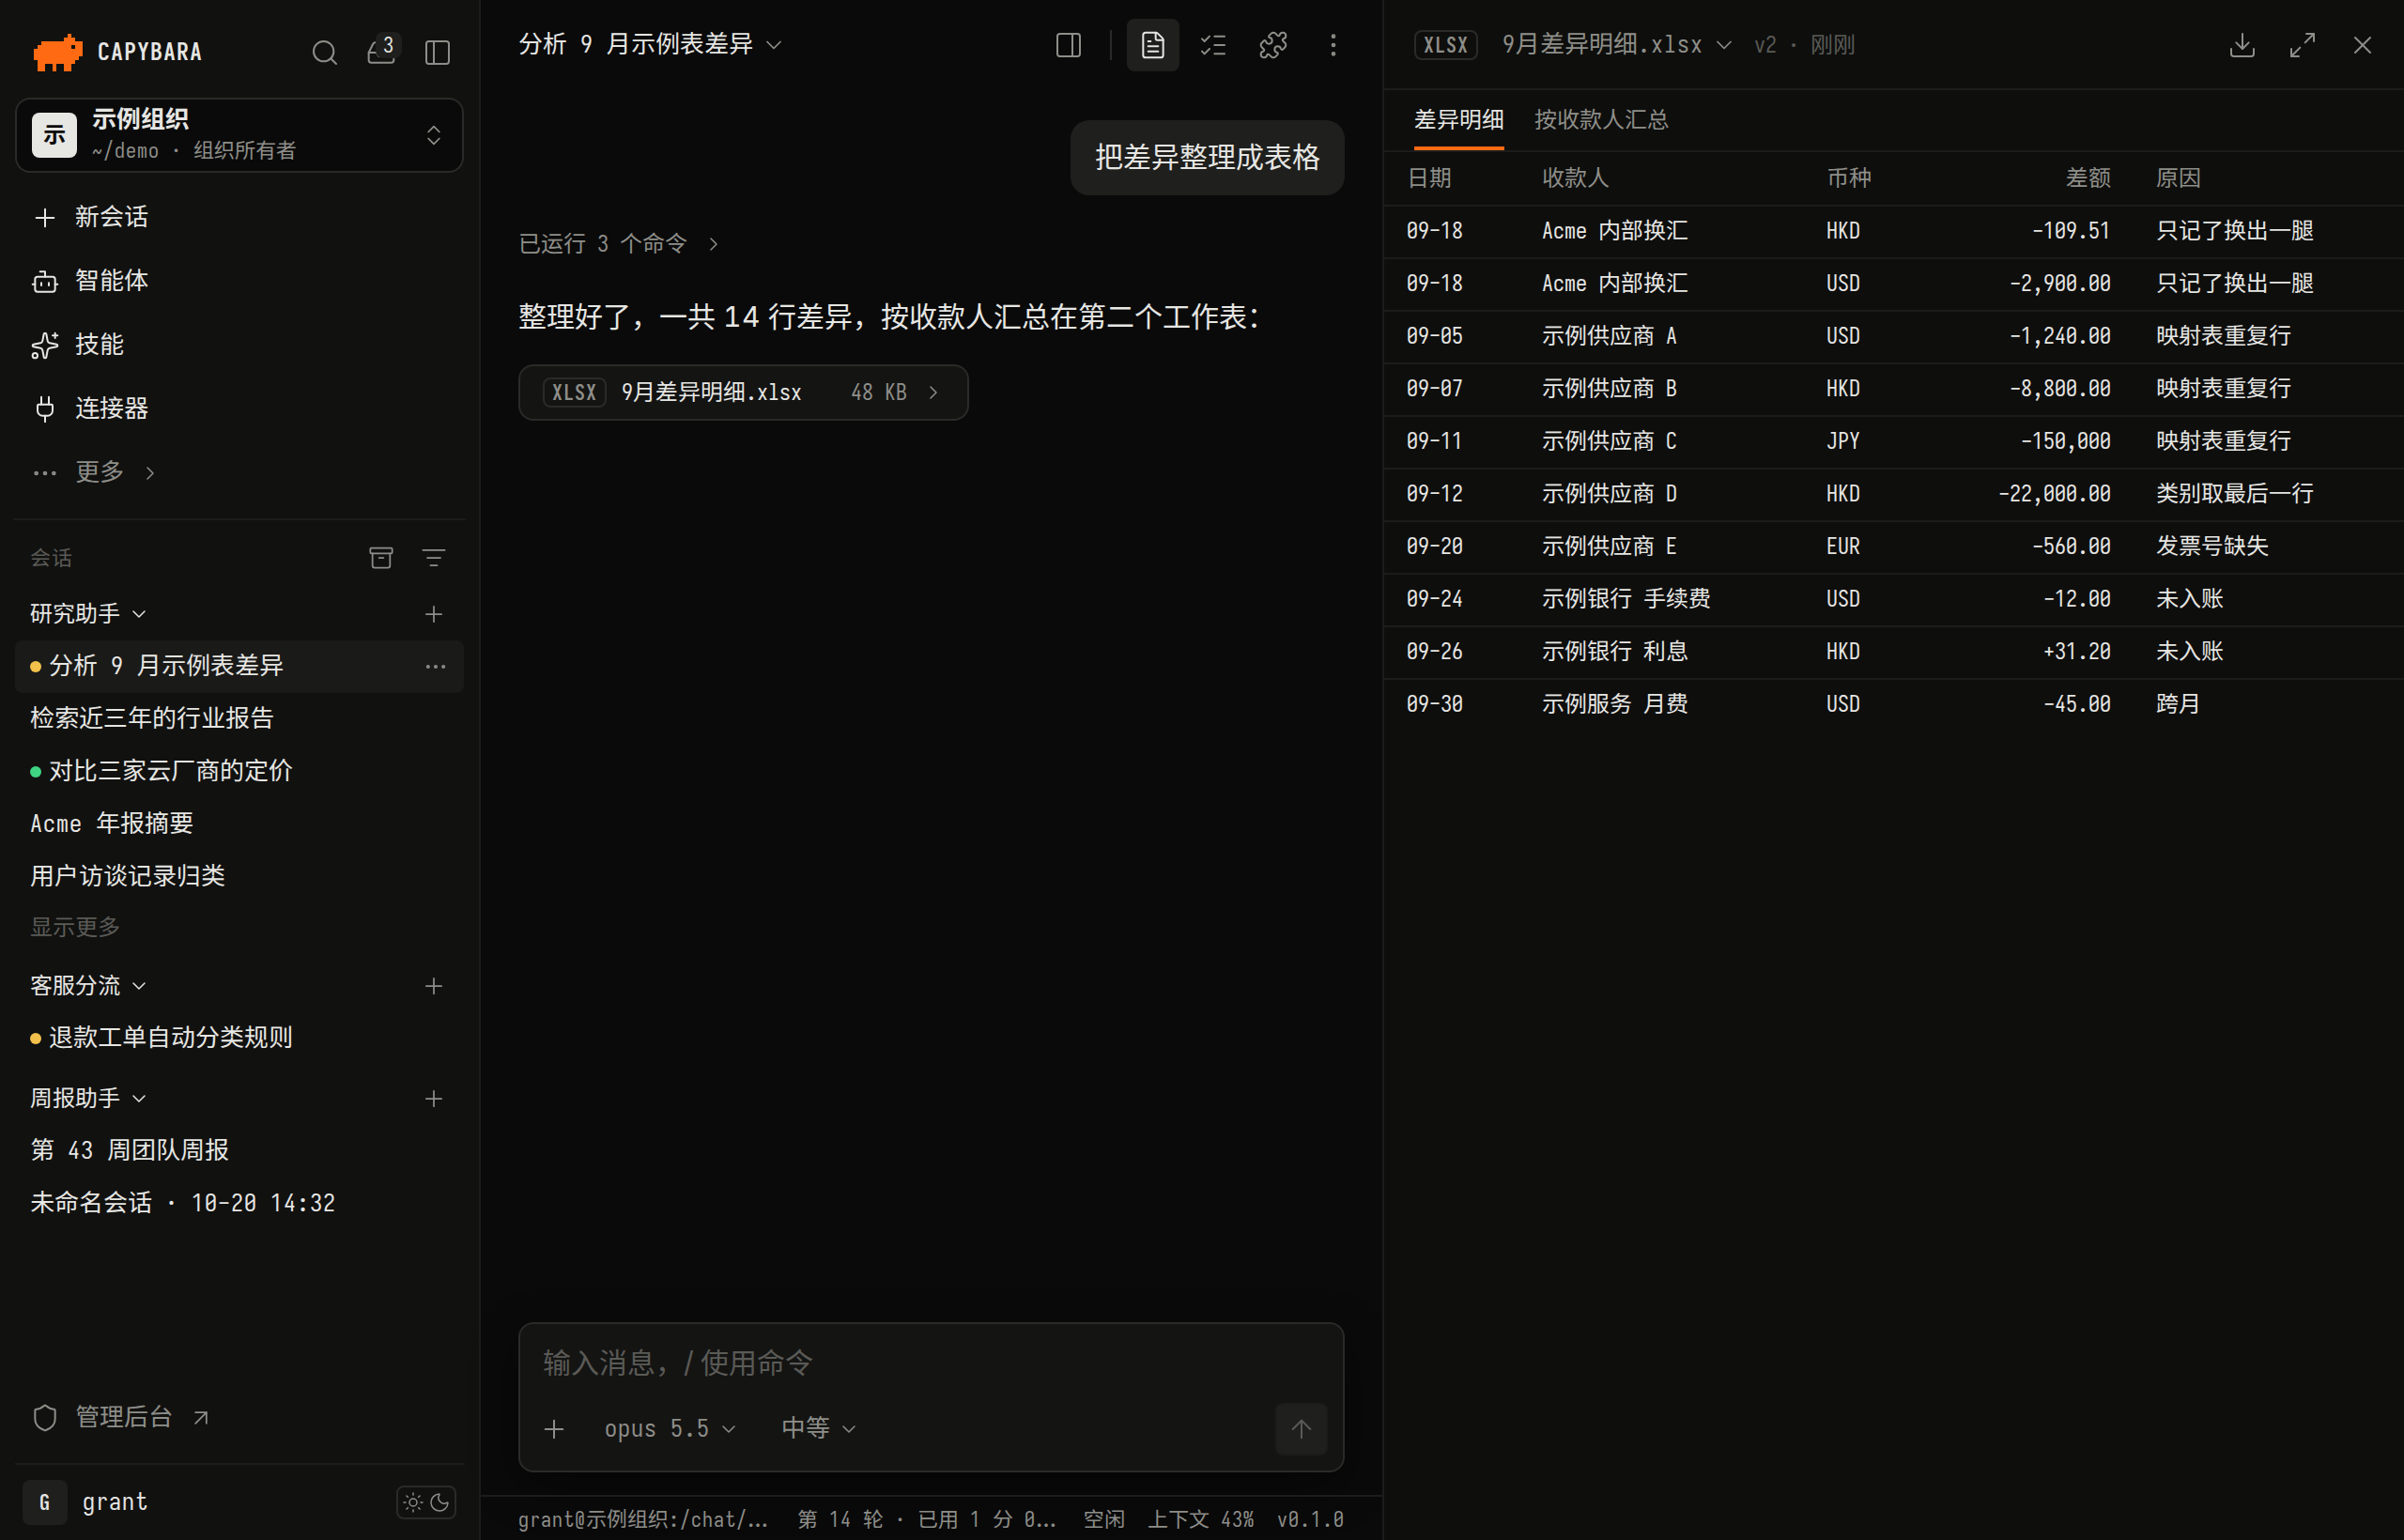 CAPYBARA
3
示
示例组织
~/demo · 组织所有者
新会话
智能体
技能
连接器
更多
会话
研究助手
分析 9 月示例表差异
检索近三年的行业报告
对比三家云厂商的定价
Acme 年报摘要
用户访谈记录归类
显示更多
客服分流
退款工单自动分类规则
周报助手
第 43 周团队周报
未命名会话 · 10-20 14:32
管理后台
G grant
分析 9 月示例表差异
把差异整理成表格
已运行 3 个命令
整理好了，一共 14 行差异，按收款人汇总在第二个工作表：
XLSX 9月差异明细.xlsx 48 KB
输入消息，/ 使用命令
opus 5.5 中等
grant@示例组织:/chat/… 第 14 轮 · 已用 1 分 0… 空闲 上下文 43% v0.1.0
XLSX 9月差异明细.xlsx v2 · 刚刚
差异明细 按收款人汇总
日期 收款人 币种 差额 原因
09-18 Acme 内部换汇 HKD -109.51 只记了换出一腿
09-18 Acme 内部换汇 USD -2,900.00 只记了换出一腿
09-05 示例供应商 A USD -1,240.00 映射表重复行
09-07 示例供应商 B HKD -8,800.00 映射表重复行
09-11 示例供应商 C JPY -150,000 映射表重复行
09-12 示例供应商 D HKD -22,000.00 类别取最后一行
09-20 示例供应商 E EUR -560.00 发票号缺失
09-24 示例银行 手续费 USD -12.00 未入账
09-26 示例银行 利息 HKD +31.20 未入账
09-30 示例服务 月费 USD -45.00 跨月